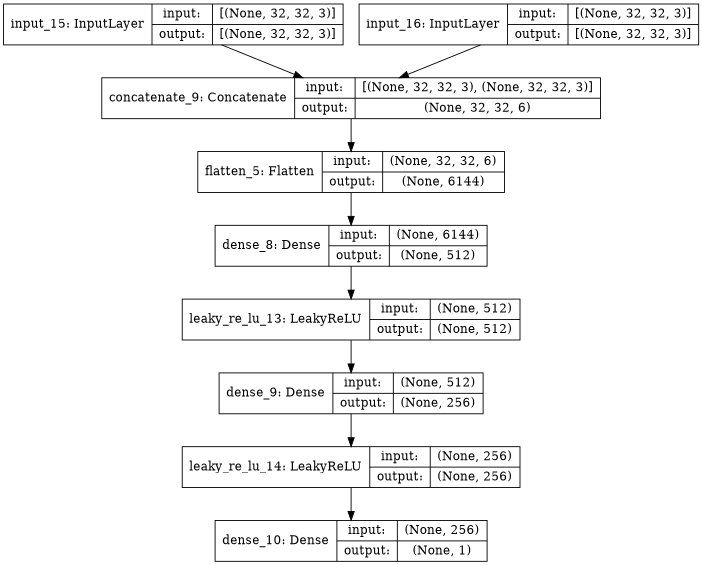 input_15: InputLayer input: [(None, 32, 32, 3)] output: [(None, 32, 32, 3)]
input_16: InputLayer input: [(None, 32, 32, 3)] output: [(None, 32, 32, 3)]
concatenate_9: Concatenate input: [(None, 32, 32, 3), (None, 32, 32, 3)] output: (None, 32, 32, 6)
flatten_5: Flatten input: (None, 32, 32, 6) output: (None, 6144)
dense_8: Dense input: (None, 6144) output: (None, 512)
leaky_re_lu_13: LeakyReLU input: (None, 512) output: (None, 512)
dense_9: Dense input: (None, 512) output: (None, 256)
leaky_re_lu_14: LeakyReLU input: (None, 256) output: (None, 256)
dense_10: Dense input: (None, 256) output: (None, 1)